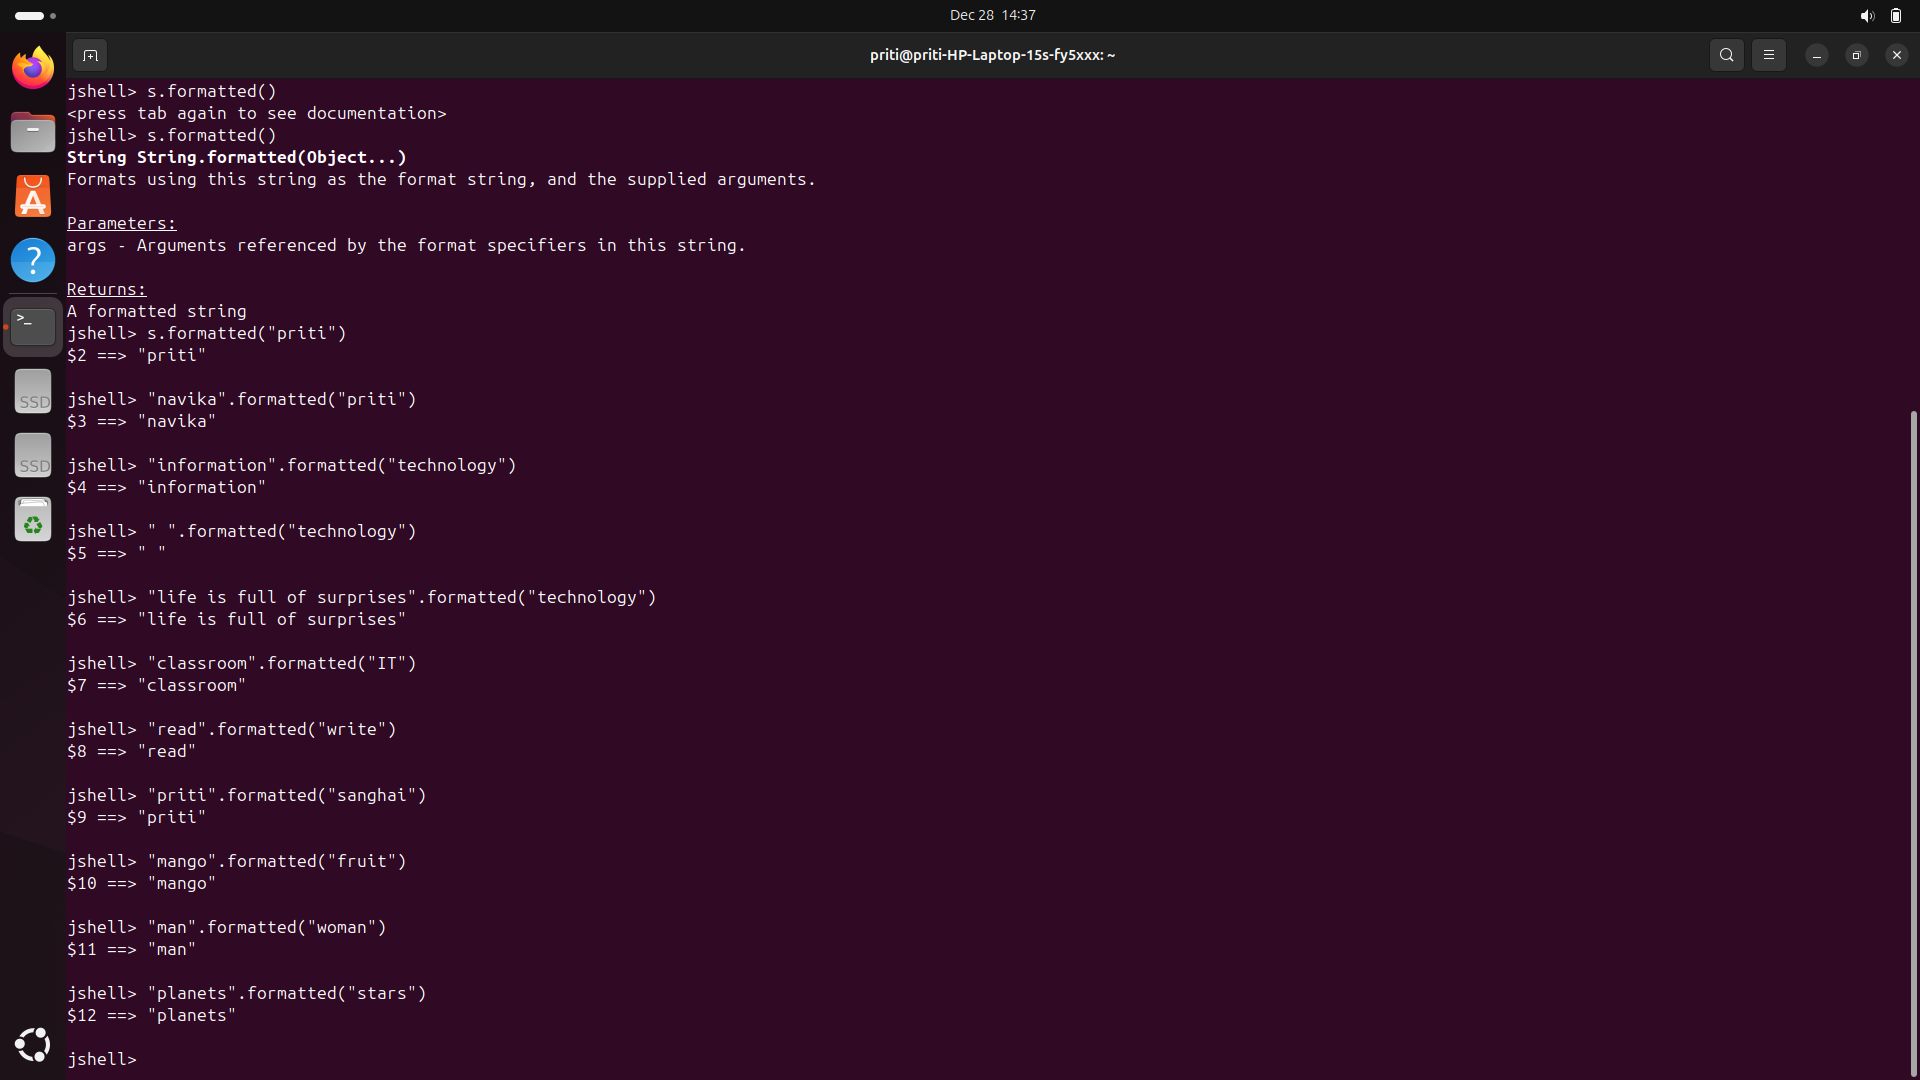 Dec 28 14:37
priti@priti-HP-Laptop-15s-fy5xxx: ~
jshell> s.formatted()
<press tab again to see documentation>
jshell> s.formatted()
String String.formatted(Object...)
Formats using this string as the format string, and the supplied arguments.
Parameters:
args - Arguments referenced by the format specifiers in this string.
Returns:
A formatted string
jshell> s.formatted("priti")
$2 ==> "priti"
jshell> "navika".formatted("priti")
$3 ==> "navika"
jshell> "information".formatted("technology")
$4 ==> "information"
jshell> " ".formatted("technology")
$5 ==> " "
jshell> "life is full of surprises".formatted("technology")
$6 ==> "life is full of surprises"
jshell> "classroom".formatted("IT")
$7 ==> "classroom"
jshell> "read".formatted("write")
$8 ==> "read"
jshell> "priti".formatted("sanghai")
$9 ==> "priti"
jshell> "mango".formatted("fruit")
$10 ==> "mango"
jshell> "man".formatted("woman")
$11 ==> "man"
jshell> "planets".formatted("stars")
$12 ==> "planets"
jshell>
?
>_
SSD
SSD